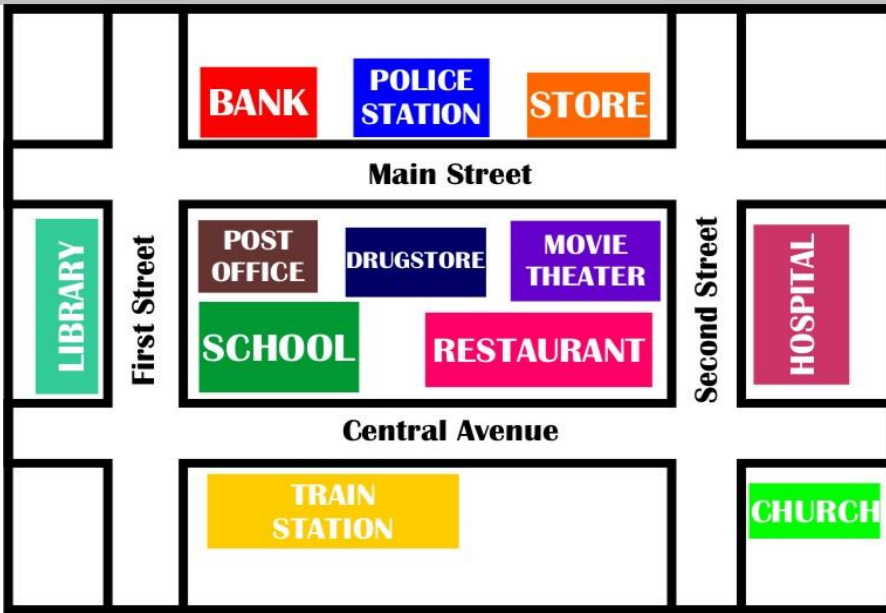 BANK
POLICE
STATION
STORE
Main Street
LIBRARY
First Street
POST
OFFICE
DRUGSTORE
MOVIE
THEATER
SCHOOL
RESTAURANT
Second Street
HOSPITAL
Central Avenue
TRAIN
STATION
CHURCH